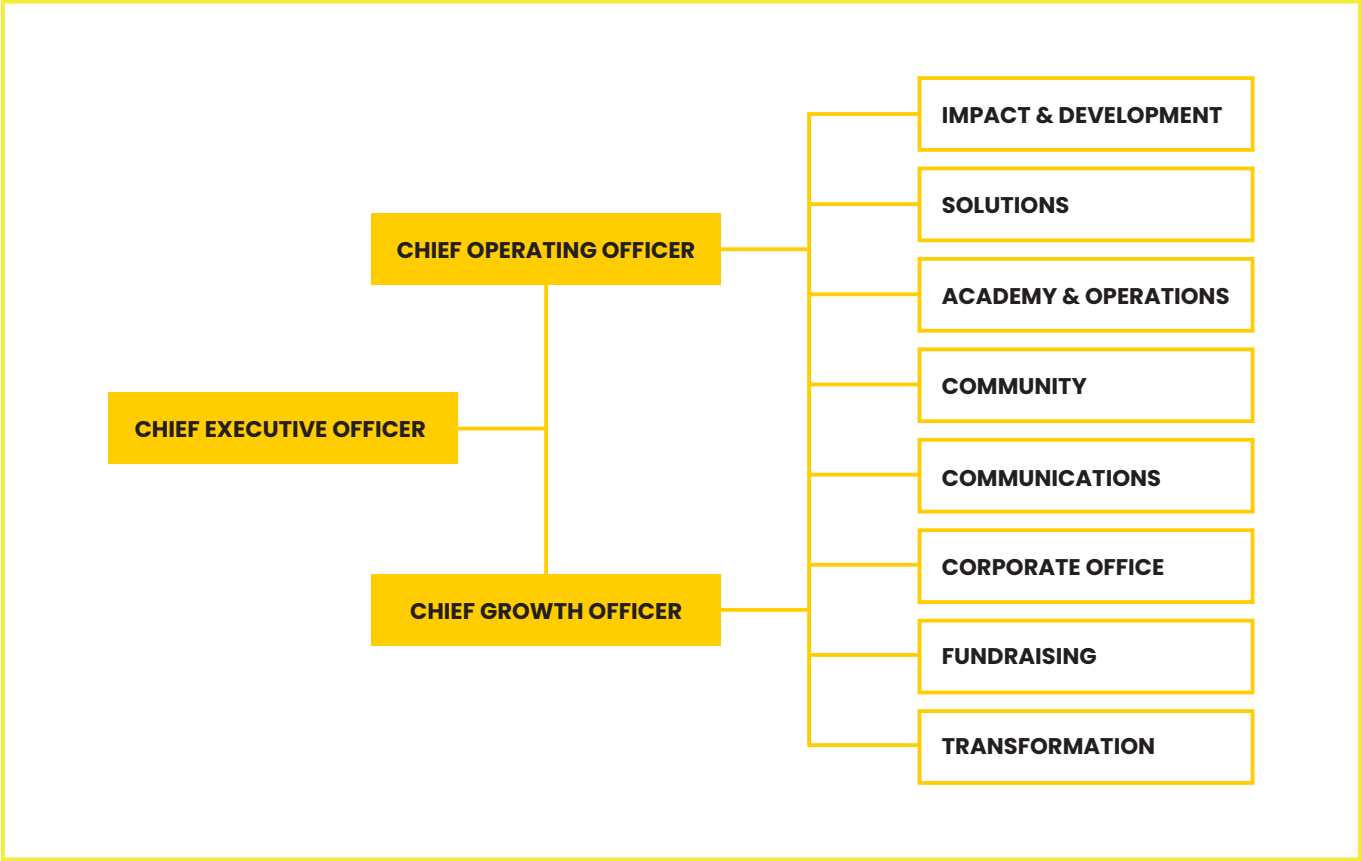 IMPACT & DEVELOPMENT
SOLUTIONS
CHIEF OPERATING OFFICER
ACADEMY & OPERATIONS
COMMUNITY
CHIEF EXECUTIVE OFFICER
COMMUNICATIONS
CORPORATE OFFICE
CHIEF GROWTH OFFICER
FUNDRAISING
TRANSFORMATION